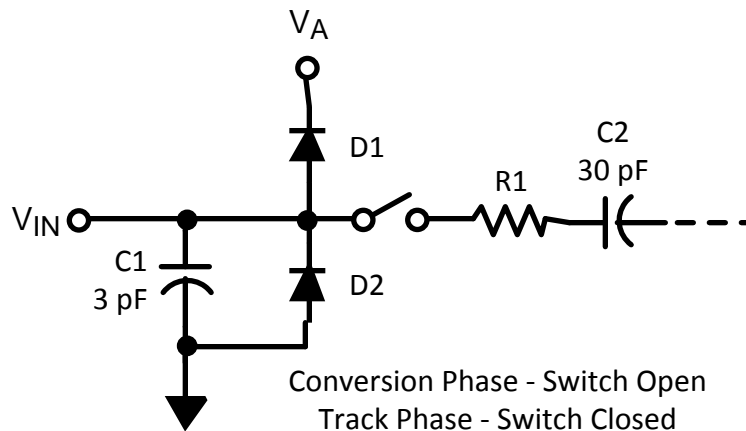 VA
D1
C2
30 pF
R1
VIN
C1
3 pF
D2
Conversion Phase - Switch Open
Track Phase - Switch Closed